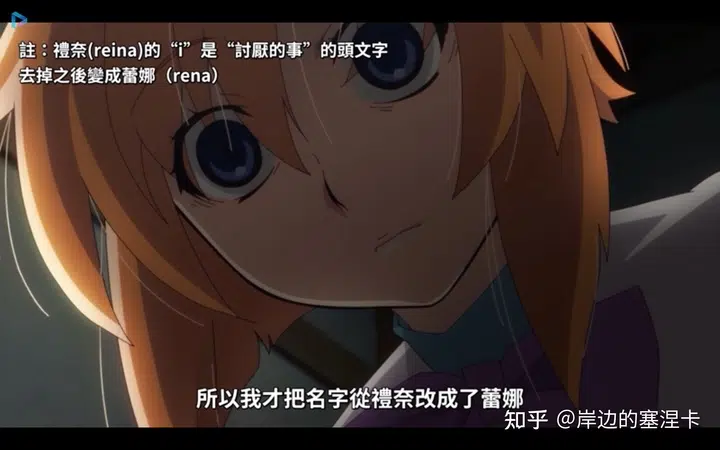 註：禮奈(reina)的“i”是“討厭的事”的頭文字
去掉之後變成蕾娜（rena）
所以我才把名字從禮奈改成了蕾娜
知乎 @岸边的塞涅卡